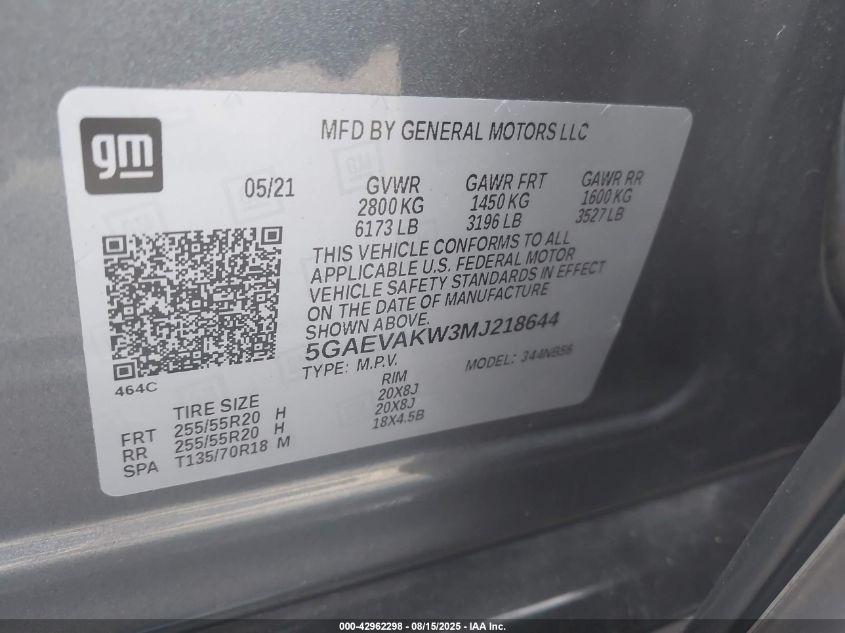 gm
MFD BY GENERAL MOTORS LLC
05/21 GVWR GAWR FRT GAWR RR
2800 KG 1450 KG 1600 KG
6173 LB 3196 LB 3527 LB
THIS VEHICLE CONFORMS TO ALL
APPLICABLE U.S. FEDERAL MOTOR
VEHICLE SAFETY STANDARDS IN EFFECT
ON THE DATE OF MANUFACTURE
SHOWN ABOVE.
5GAEVAKW3MJ218644
TYPE: M.P.V. MODEL: 344NB56
464C
TIRE SIZE RIM
FRT 255/55R20 H 20X8J
RR 255/55R20 H 20X8J
SPA T135/70R18 M 18X4.5B
000-42962298 - 08/15/2025 - IAA Inc.